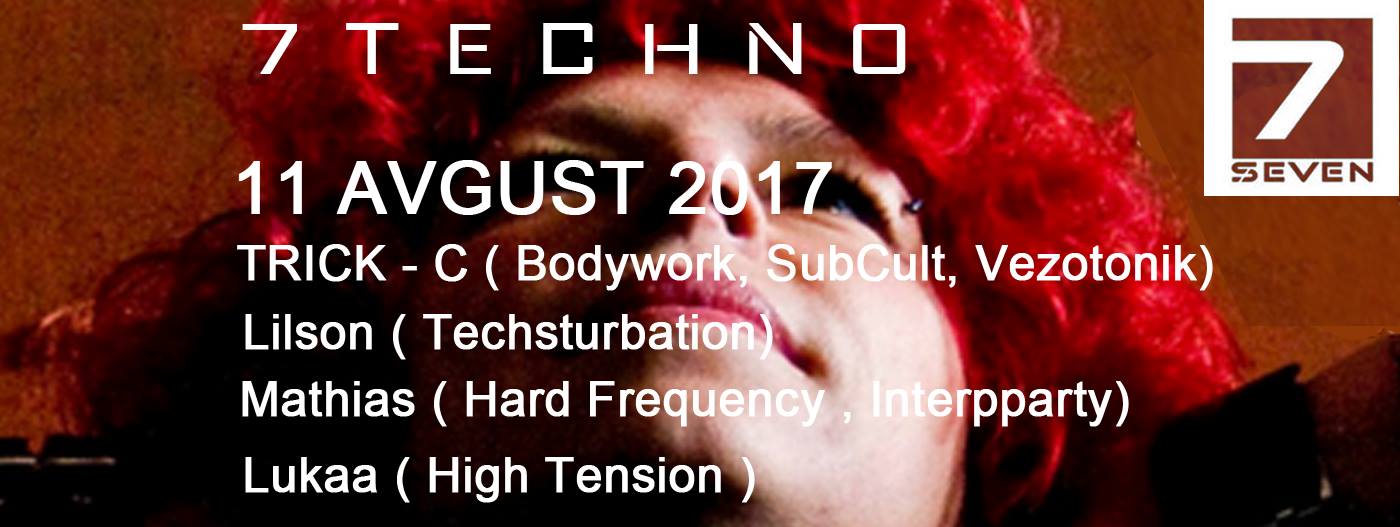 7 TECHNO
7
SEVEN
11 AVGUST 2017
TRICK - C ( Bodywork, SubCult, Vezotonik)
Lilson ( Techsturbation)
Mathias ( Hard Frequency , Interpparty)
Lukaa ( High Tension )